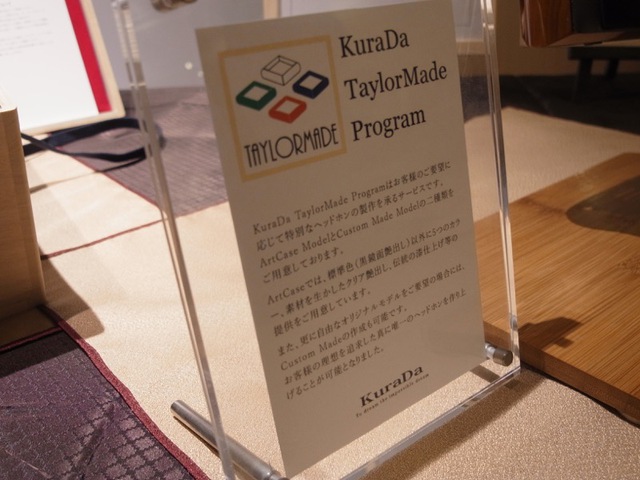 KuraDa
TaylorMade
Program
TAYLORMADE
KuraDa TaylorMade Programはお客様のご要望に
応じて特別なヘッドホンの製作を承るサービスです。
ArtCase ModelとCustom Made Modelの二種類を
ご用意しております。
ArtCaseでは、標準色（黒鏡面艶出し）以外に5つのカラ
ー、素材を生かしたクリア艶出し、伝統の漆仕上げ等の
提供をご用意しています。
また、更に自由なオリジナルモデルをご要望の場合には、
Custom Madeの作成も可能です。
お客様の理想を追求した真に唯一のヘッドホンを作り上
げることが可能となりました。
KuraDa
To dream the impossible dream